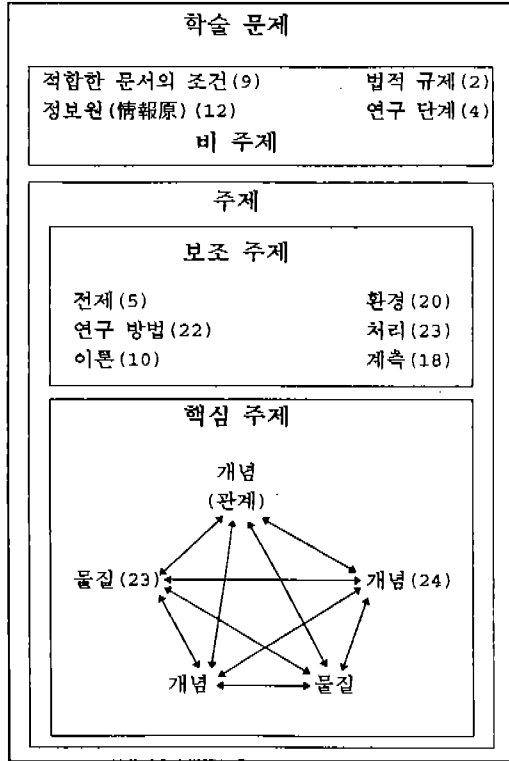 학술 문제
적합한 문서의 조건(9) 법적 규제(2)
정보원(情報原)(12) 연구 단계(4)
비 주제
주제
보조 주제
전제(5) 환경(20)
연구 방법(22) 처리(23)
이론(10) 계측(18)
핵심 주제
개념
(관계)
물질(23) 개념(24)
개념 물질